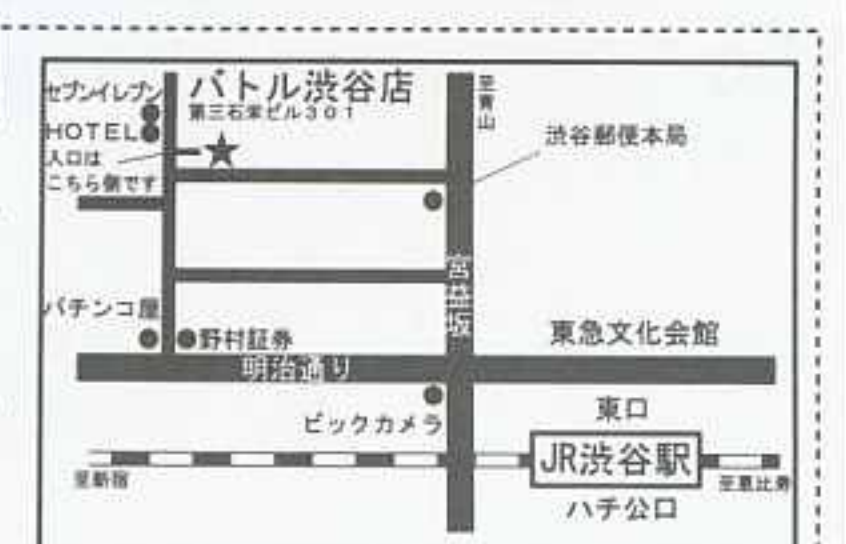 セブンイレブン
バトル渋谷店
第三石栄ビル301
HOTEL
入口は
こちら側です
至青山
渋谷郵便本局
宮益坂
パチンコ屋
野村証券
東急文化会館
明治通り
ビックカメラ
東口
JR渋谷駅
至新宿
至恵比寿
ハチ公口